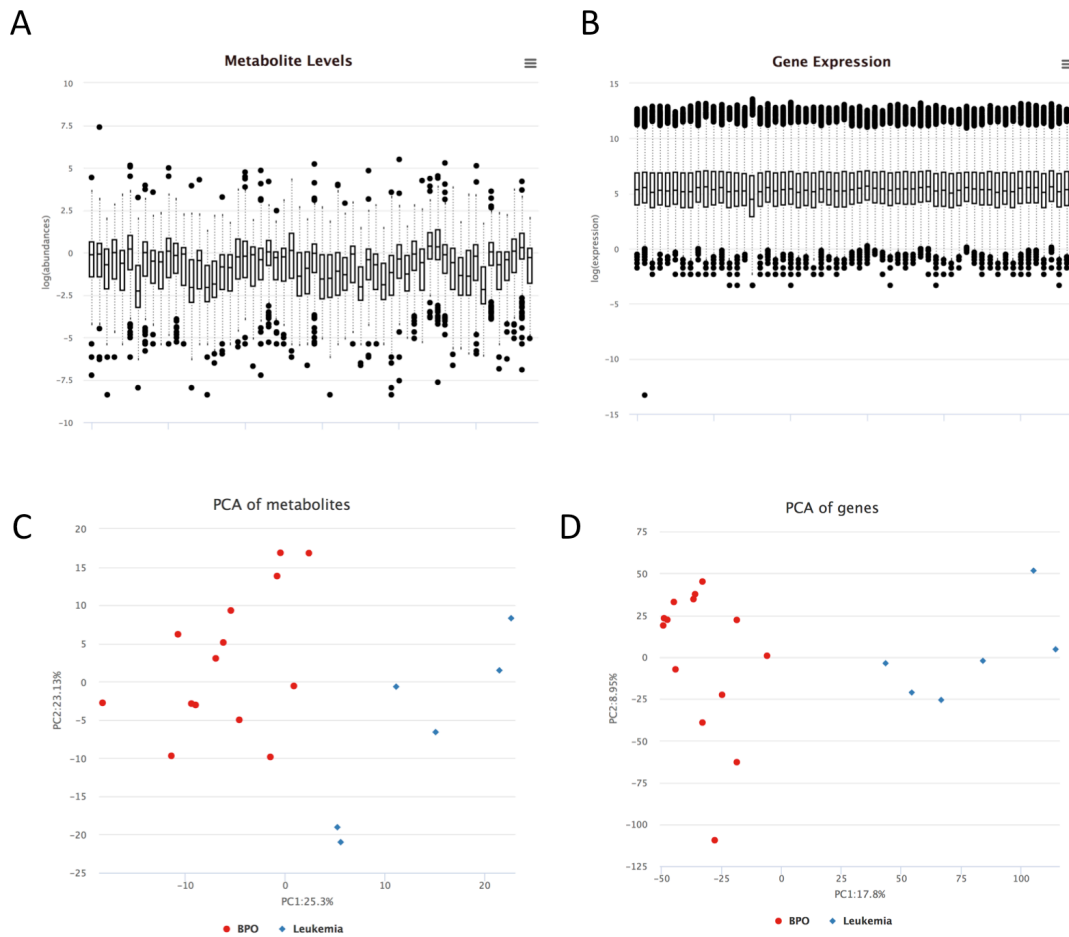 A
Metabolite Levels
10
7.5
5
2.5
0
−2.5
−5
−7.5
−10
log(abundances)
B
Gene Expression
15
10
5
0
−5
−10
−15
log(expression)
C
PCA of metabolites
20
15
10
5
0
−5
−10
−15
−20
−25
PC2:23.13%
−10 0 10 20
PC1:25.3%
BPO Leukemia
D
PCA of genes
75
50
25
0
−25
−50
−75
−100
−125
PC2:8.95%
−50 −25 0 25 50 75 100
PC1:17.8%
BPO Leukemia